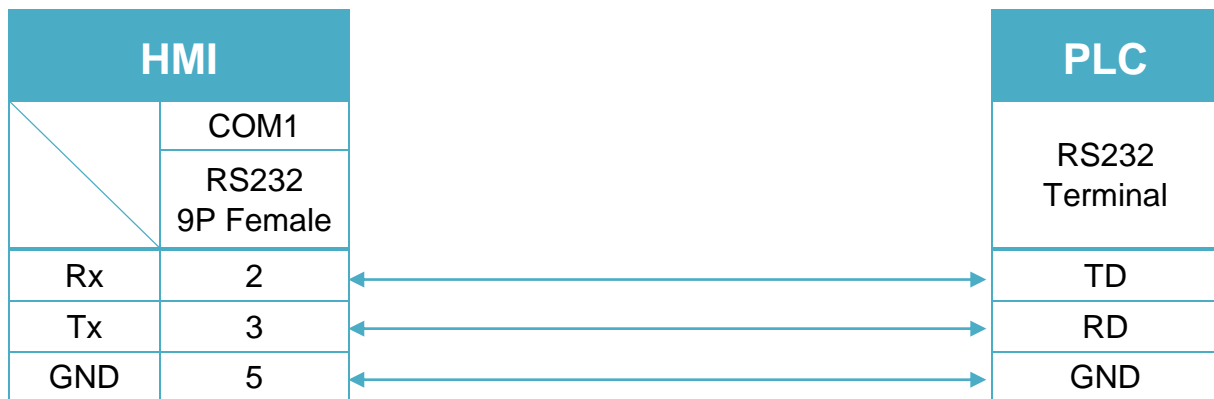 HMI PLC
COM1
RS232
9P Female
RS232
Terminal
Rx 2 TD
Tx 3 RD
GND 5 GND